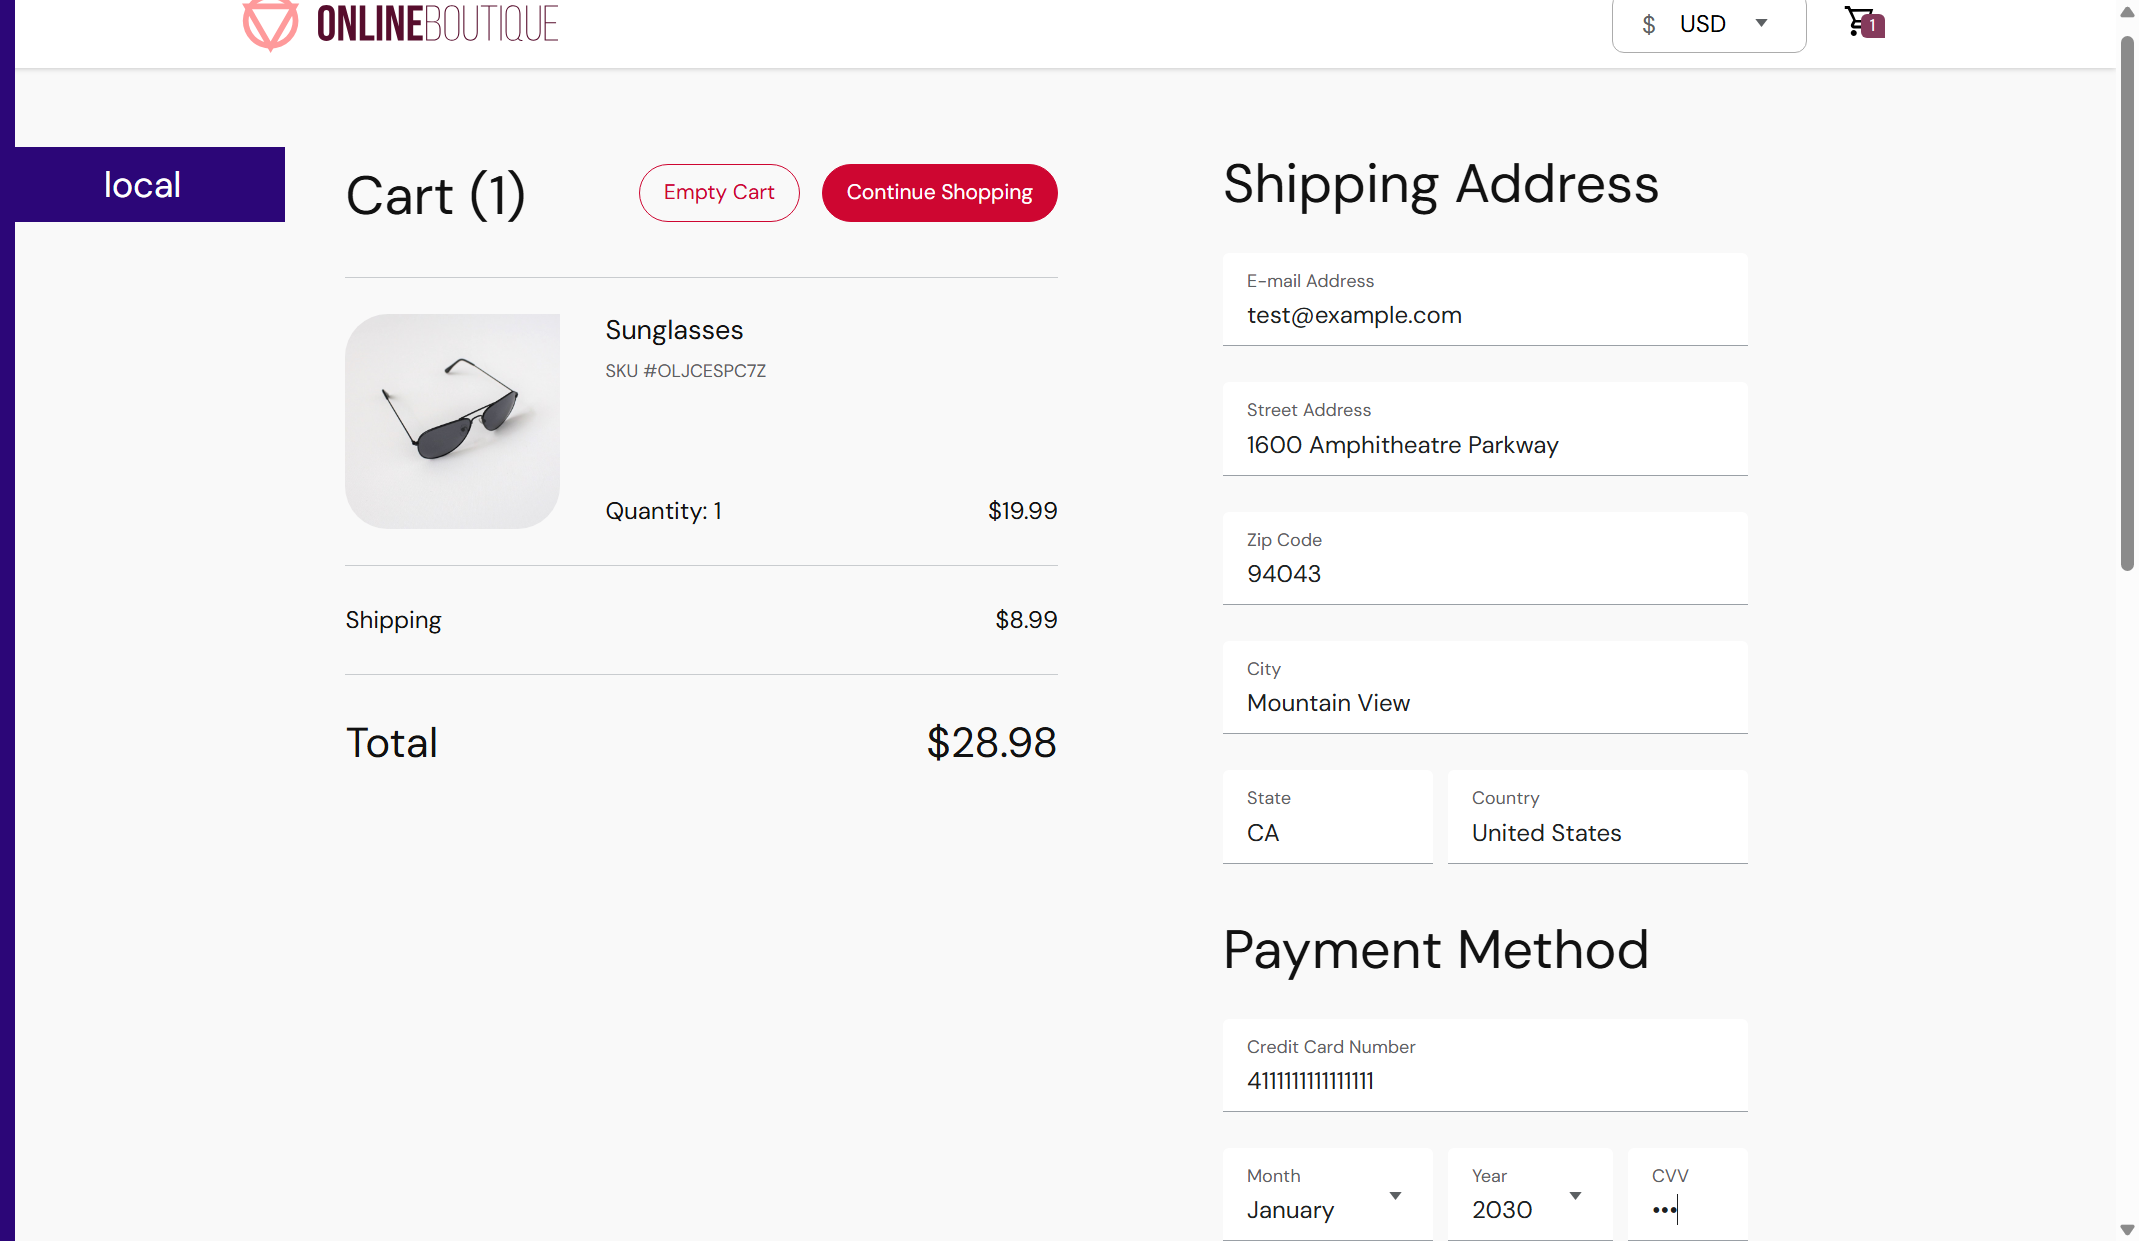 ONLINEBOUTIQUE
$ USD
1
local
Cart (1)
Empty Cart
Continue Shopping
Sunglasses
SKU #OLJCESPC7Z
Quantity: 1
$19.99
Shipping
$8.99
Total
$28.98
Shipping Address
E-mail Address
test@example.com
Street Address
1600 Amphitheatre Parkway
Zip Code
94043
City
Mountain View
State
CA
Country
United States
Payment Method
Credit Card Number
4111111111111111
Month
January
Year
2030
CVV
•••